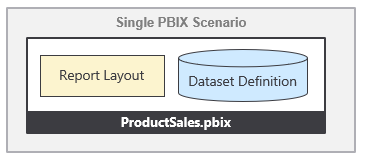 Single PBIX Scenario
Report Layout
Dataset Definition
ProductSales.pbix